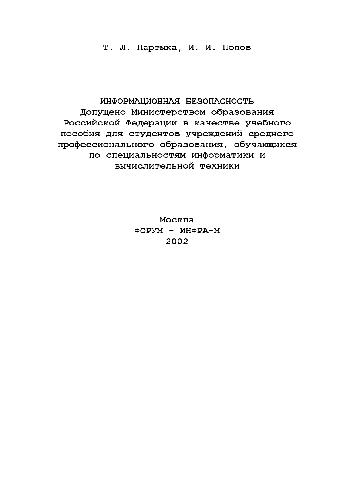 Т. Л. Партыка, И. И. Попов
ИНФОРМАЦИОННАЯ БЕЗОПАСНОСТЬ
Допущено Министерством образования
Российской Федерации в качестве учебного
пособия для студентов учреждений среднего
профессионального образования, обучающихся
по специальностям информатики и
вычислительной техники
Москва
ФОРУМ - ИНФРА-М
2002